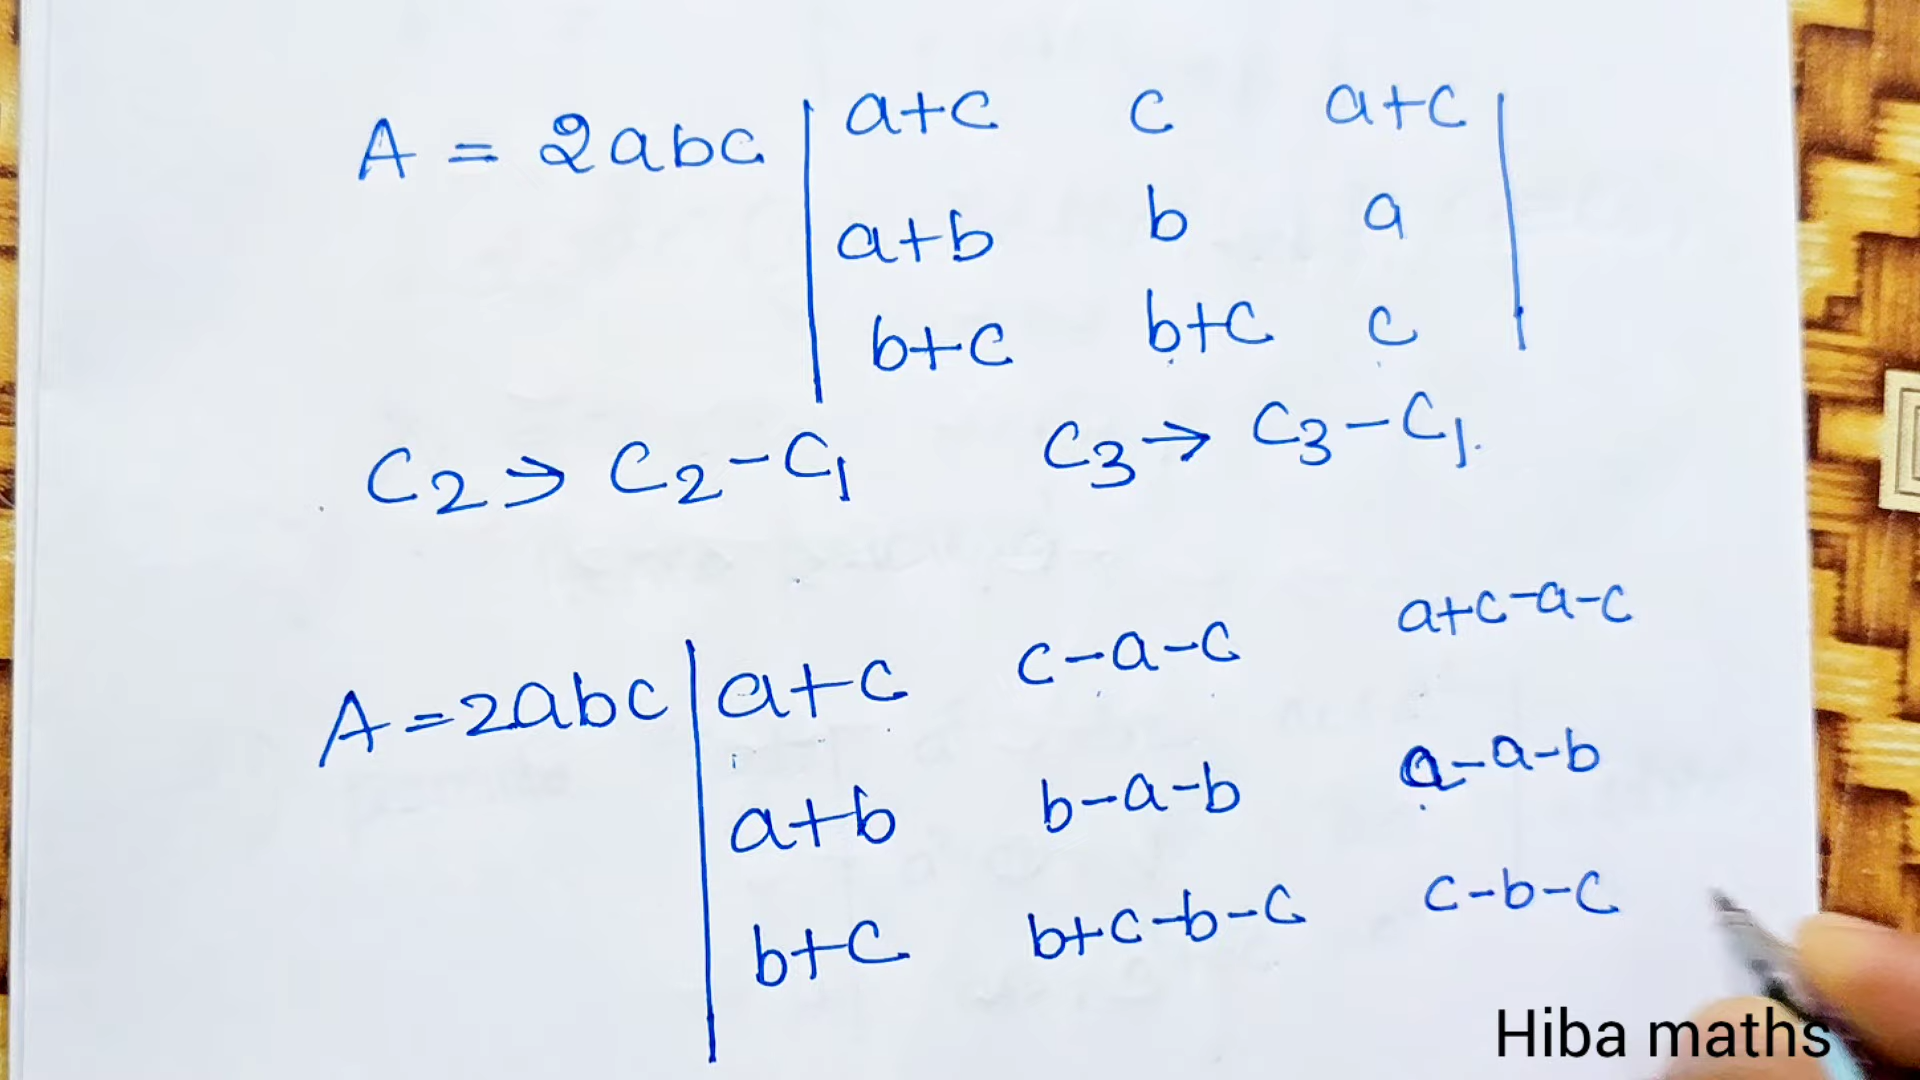 A = 2abc | a+c c a+c |
a+b b a
b+c b+c c
C2 → C2-C1 C3 → C3-C1.
A=2abc | a+c c-a-c a+c-a-c
a+b b-a-b a-a-b
b+c b+c-b-c c-b-c
Hiba maths